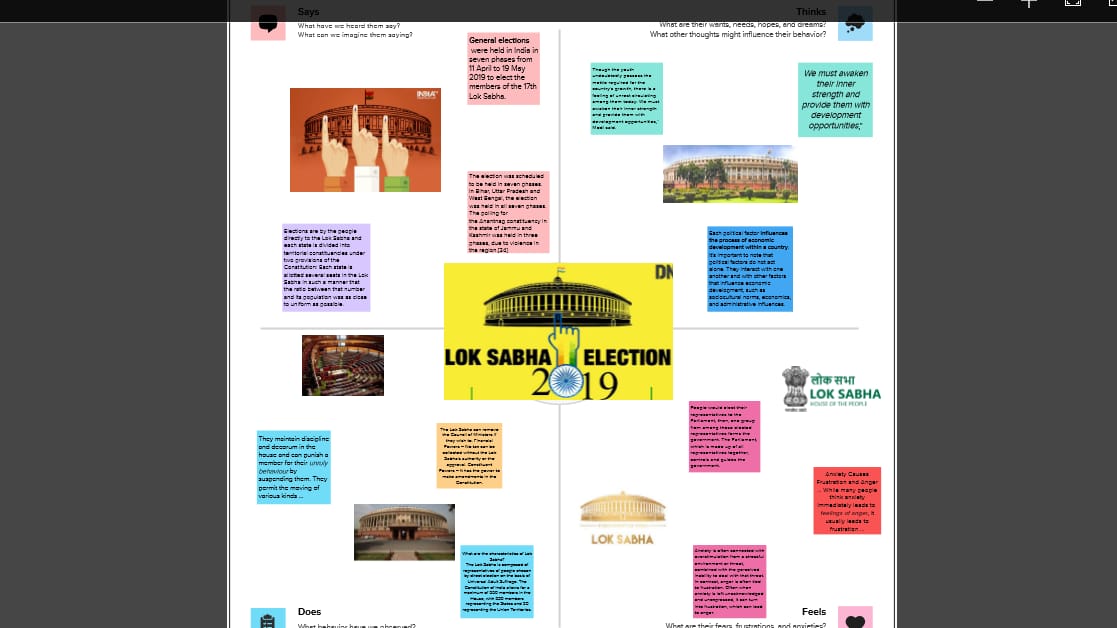 Says
What have we heard them say?
What can we imagine them saying?
Thinks
What are their wants, needs, hopes, and dreams?
What other thoughts might influence their behavior?
General elections
were held in India in
seven phases from
11 April to 19 May
2019 to elect the
members of the 17th
Lok Sabha.
INDIA
Though the youth
undoubtedly possess the
mettle required for the
country's growth, there is a
feeling of unrest circulating
among them today. We must
awaken their inner strength
and provide them with
development opportunities,"
Modi said.
We must awaken
their inner
strength and
provide them with
development
opportunities,"
The election was scheduled
to be held in seven phases.
In Bihar, Uttar Pradesh and
West Bengal, the election
was held in all seven phases.
The polling for
the Anantnag constituency in
the state of Jammu and
Kashmir was held in three
phases, due to violence in
the region.[24]
Elections are by the people
directly to the Lok Sabha and
each state is divided into
territorial constituencies under
two provisions of the
Constitution: Each state is
allotted several seats in the Lok
Sabha in such a manner that
the ratio between that number
and its population was as close
to uniform as possible.
Each political factor influences
the process of economic
development within a country.
It's important to note that
political factors do not act
alone. They interact with one
another and with other factors
that influence economic
development, such as
sociocultural norms, economics,
and administrative influences.
DN
LOK SABHA ELECTION
2019
लोक सभा
LOK SABHA
HOUSE OF THE PEOPLE
People would elect their
representatives to the
Parliament, then, one group
from among these elected
representatives forms the
government. The Parliament,
which is made up of all
representatives together,
controls and guides the
government.
The Lok Sabha can remove
the Council of Ministers if
they wish to. Financial
Powers – No tax can be
collected without the Lok
Sabha's authority or the
approval. Constituent
Powers – It has the power to
make amendments in the
Constitution.
They maintain discipline
and decorum in the
house and can punish a
member for their unruly
behaviour by
suspending them. They
permit the moving of
various kinds ...
Anxiety Causes
Frustration and Anger
... While many people
think anxiety
immediately leads to
feelings of anger, it
usually leads to
frustration ...
LOK SABHA
What are the characteristics of Lok
Sabha?
The Lok Sabha is composed of
representatives of people chosen
by direct election on the basis of
Universal Adult Suffrage. The
Constitution of India allows for a
maximum of 550 members in the
House, with 530 members
representing the States and 20
representing the Union Territories.
Anxiety is often connected with
overstimulation from a stressful
environment or threat,
combined with the perceived
inability to deal with that threat.
In contrast, anger is often tied
to frustration. Often when
anxiety is left unacknowledged
and unexpressed, it can turn
into frustration, which can lead
to anger.
Does
What behavior have we observed?
Feels
What are their fears, frustrations, and anxieties?